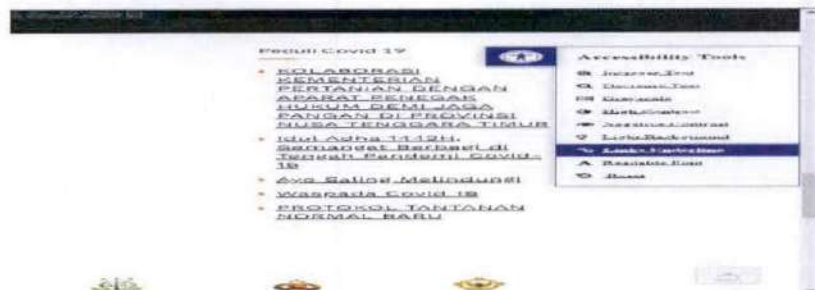 Peduli Covid 19
KOLABORASI
KEMENTERIAN
PERTANIAN DENGAN
APARAT PENEGAK
HUKUM DEMI JAGA
PANGAN DI PROVINSI
NUSA TENGGARA TIMUR
Idul Adha 1442H,
Semangat Berbagi di
Tengah Pandemi Covid-
19
Ayo Saling Melindungi
Waspada Covid 19
PROTOKOL TANTANAN
NORMAL BARU
Accessibility Tools
Increase Text
Decrease Text
Grayscale
High Contrast
Negative Contrast
Links Background
Links Underline
Readable Font
Reset